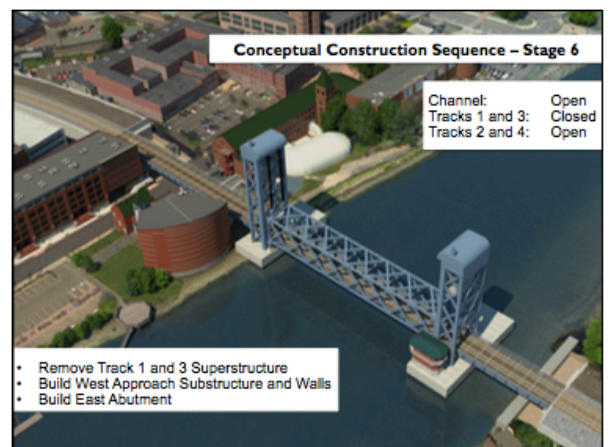 Conceptual Construction Sequence – Stage 6
Channel: Open
Tracks 1 and 3: Closed
Tracks 2 and 4: Open
• Remove Track 1 and 3 Superstructure
• Build West Approach Substructure and Walls
• Build East Abutment